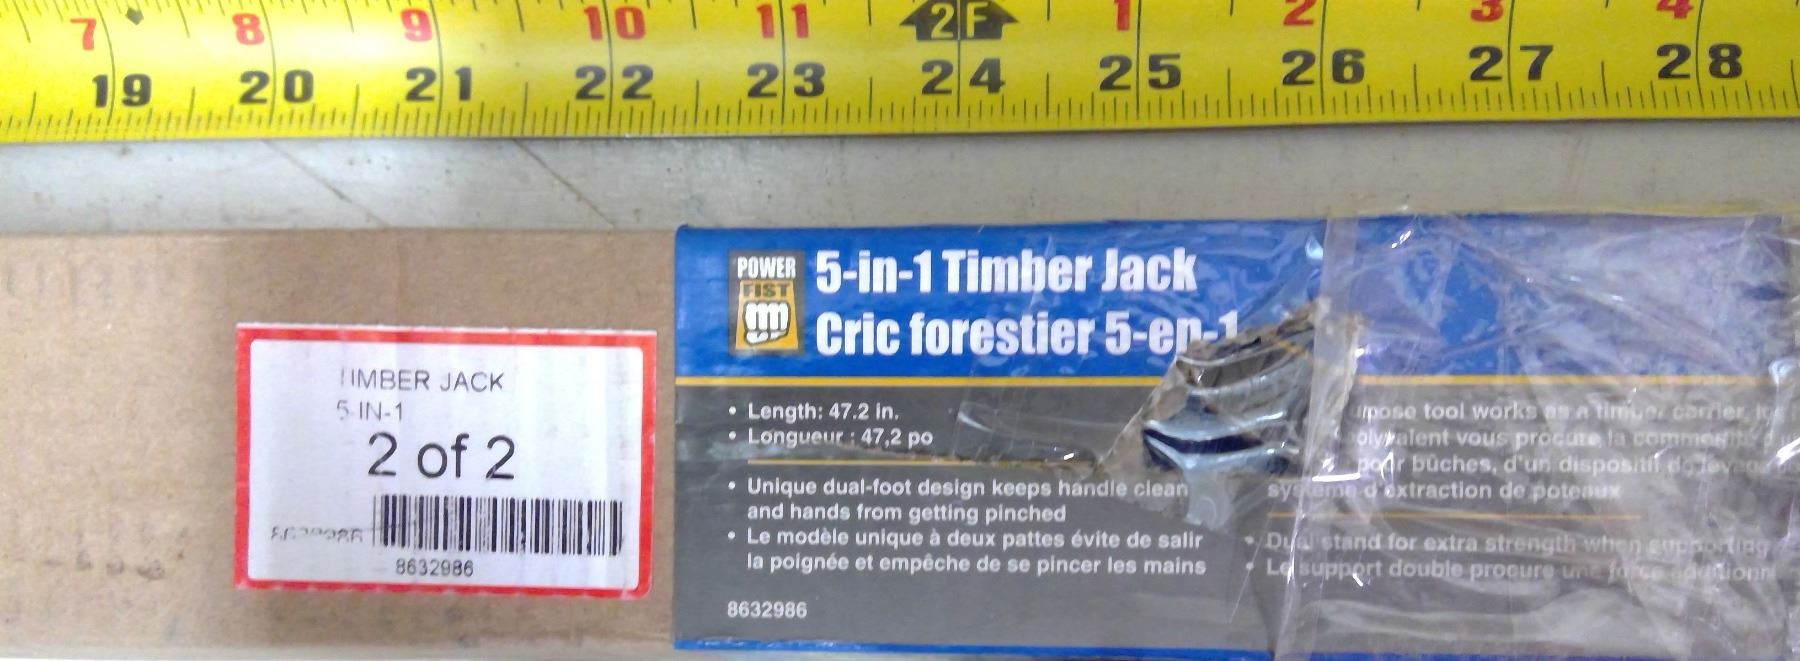 7 8 9 10 11 2F 1 2 3 4
19 20 21 22 23 24 25 26 27 28
POWER
FIST
5-in-1 Timber Jack
Cric forestier 5-en-1
• Length: 47.2 in.
• Longueur : 47,2 po
• Unique dual-foot design keeps handle clean
and hands from getting pinched
• Le modèle unique à deux pattes évite de salir
la poignée et empêche de se pincer les mains
8632986
tool works as a timber carrier,
vous procure la commodité
pour bûches, d'un dispositif de
système d'extraction de poteaux
• Dual stand for extra strength when supporting
• Le support double procure une force
TIMBER JACK
5-IN-1
2 of 2
8632986
8632986